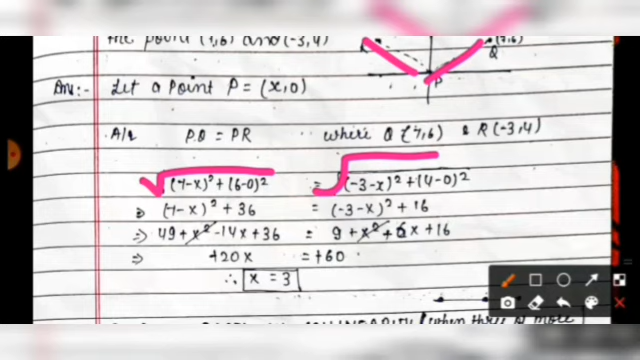 the point (7,6) and (-3,4)
(7,6)
Q
P
Ans:- Let a point P = (x,0)
A/q PQ = PR where Q (7,6) & R(-3,4)
√(7-x)² + (6-0)² = √(-3-x)² + (4-0)²
⇒ (7-x)² + 36 = (-3-x)² + 16
⇒ 49 + x² - 14x + 36 = 9 + x² + 6x + 16
⇒ +20x = +60
∴ x = 3